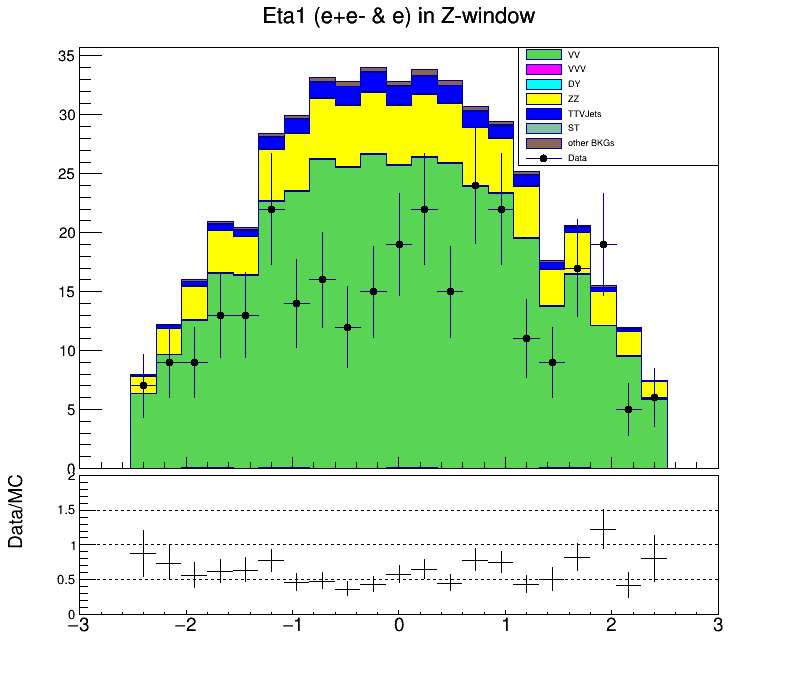 Eta1 (e+e- & e) in Z-window
35
30
25
20
15
10
5
0
VV
VVV
DY
ZZ
TTVJets
ST
other BKGs
Data
Data/MC
2
1.5
1
0.5
0
−3 −2 −1 0 1 2 3